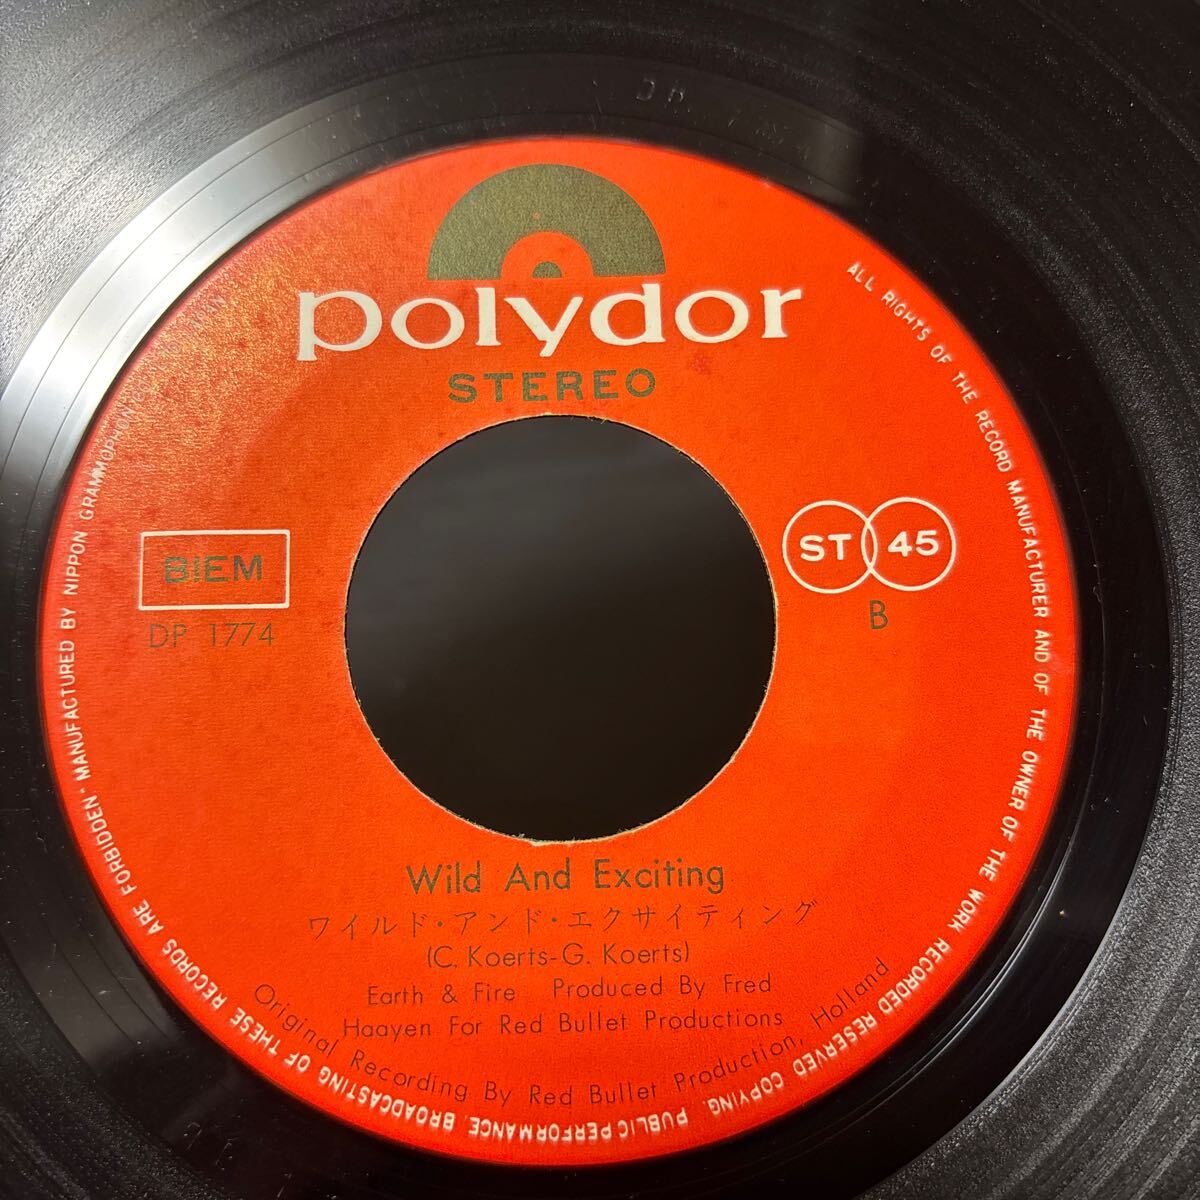 polydor
STEREO
BIEM
DP 1774
ST 45
B
Wild And Exciting
ワイルド・アンド・エクサイティング
(C. Koerts-G. Koerts)
Earth & Fire Produced By Fred
Haayen For Red Bullet Productions
Original Recording By Red Bullet Production, Holland
ALL RIGHTS OF THE RECORD MANUFACTURER AND OF THE OWNER OF THE WORK RECORDED RESERVED. COPYING, PUBLIC PERFORMANCE, BROADCASTING OF THESE RECORDS ARE FORBIDDEN · MANUFACTURED BY NIPPON GRAMMOPHON